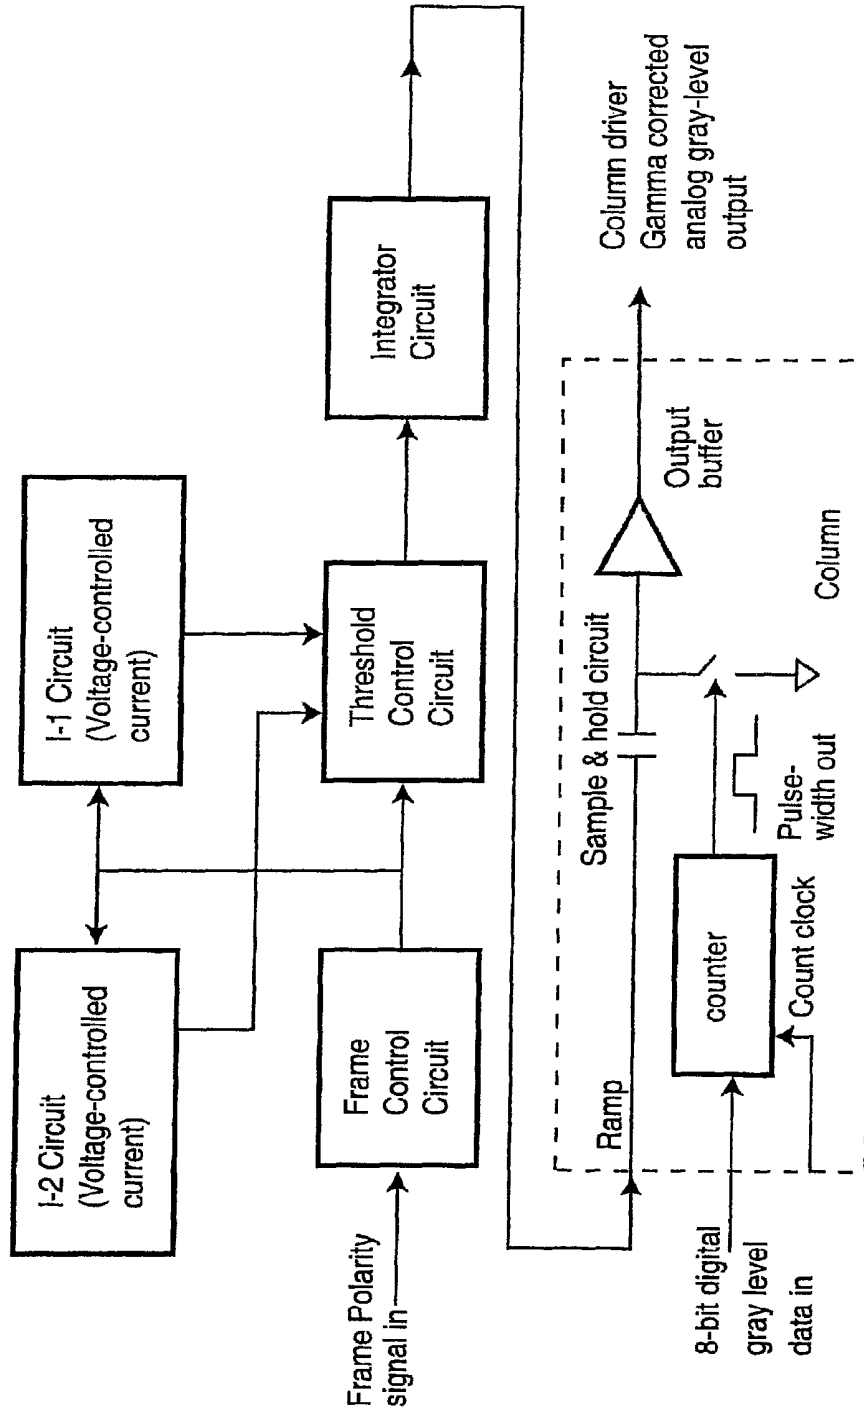 I-2 Circuit
(Voltage-controlled
current)
I-1 Circuit
(Voltage-controlled
current)
Frame Polarity
signal in
Frame
Control
Circuit
Threshold
Control
Circuit
Integrator
Circuit
Ramp
Sample & hold circuit
Output
buffer
Column driver
Gamma corrected
analog gray-level
output
8-bit digital
gray level
data in
counter
Count clock
Pulse-
width out
Column